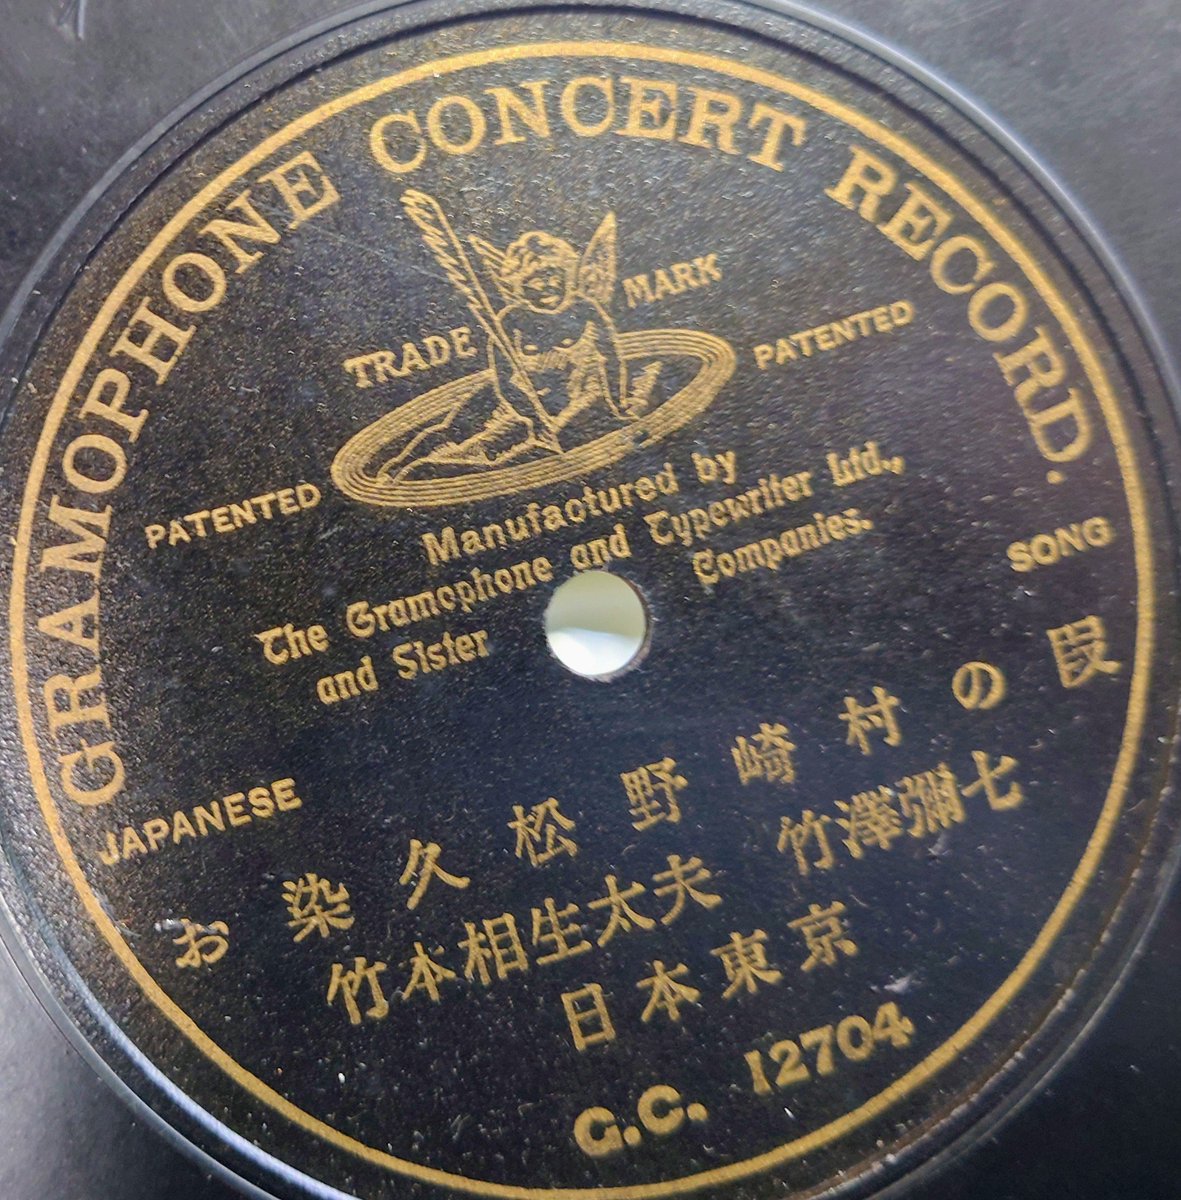 GRAMOPHONE CONCERT RECORD.
TRADE MARK
PATENTED PATENTED
Manufactured by
The Gramophone and Typewriter Ltd.,
and Sister Companies.
JAPANESE SONG
お染久松野崎村の段
竹本相生太夫 竹澤彌七
日本東京
G.C. 12704